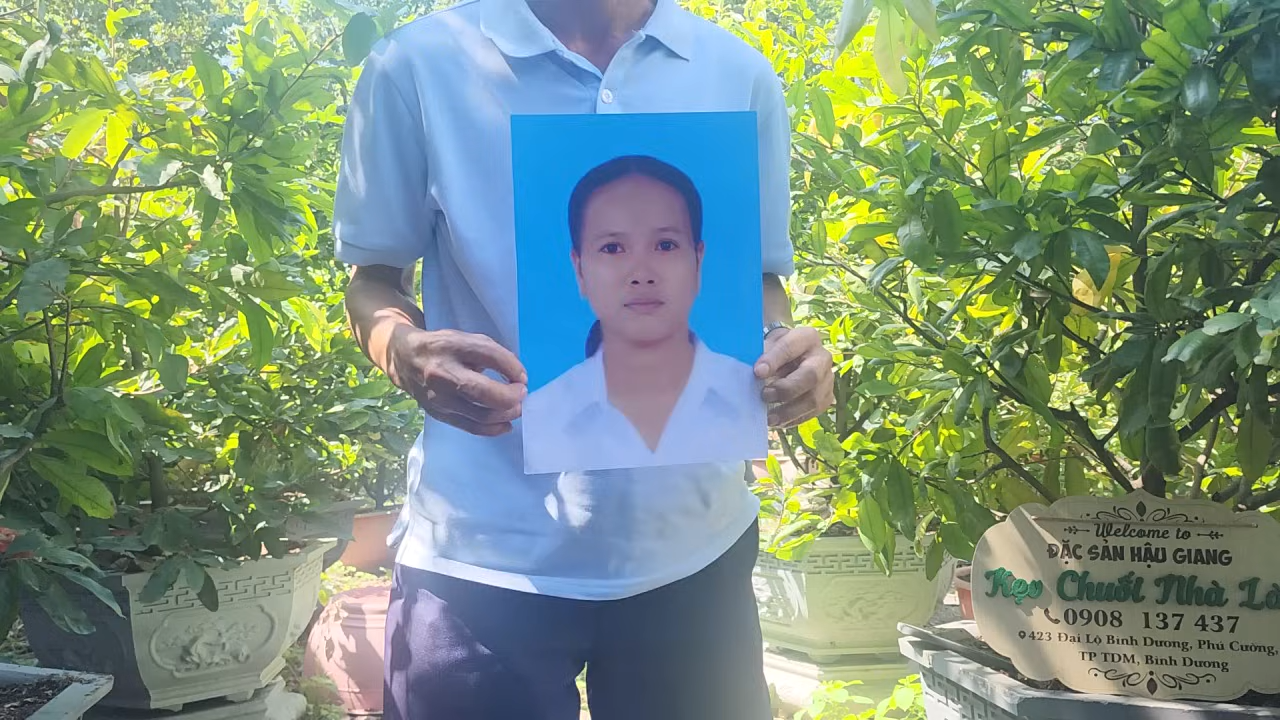 Welcome to
ĐẶC SẢN HẬU GIANG
Kẹo Chuối Nhà Là
0908 137 437
423 Đại Lộ Bình Dương, Phú Cường,
TP TDM, Bình Dương